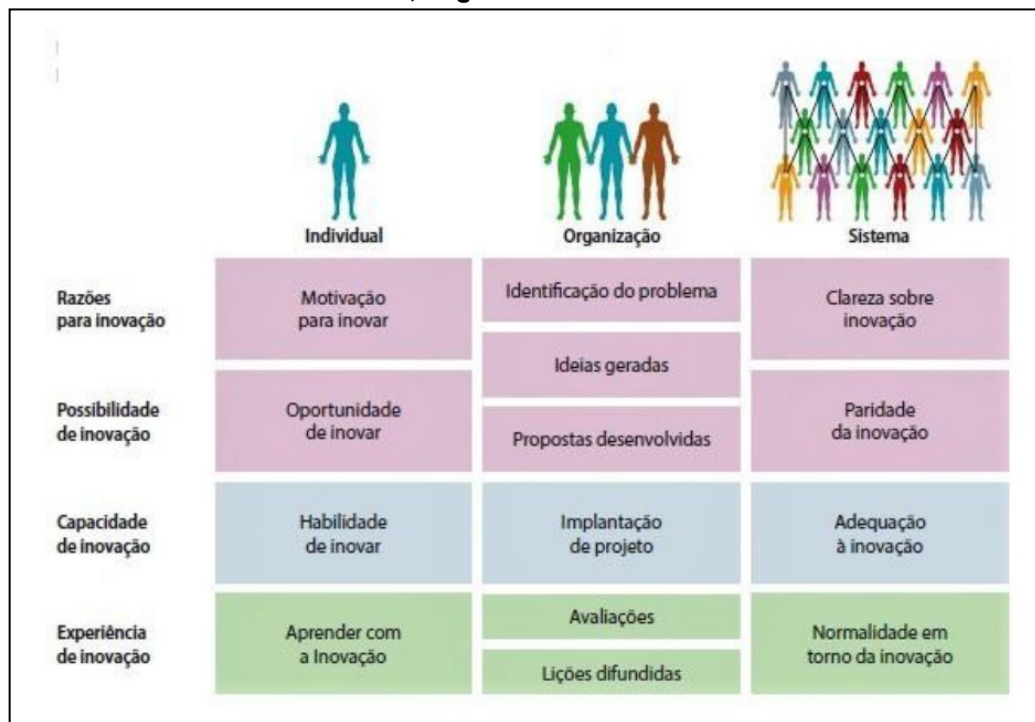 Individual
Organização
Sistema
Razões
para inovação
Motivação
para inovar
Identificação do problema
Clareza sobre
inovação
Ideias geradas
Possibilidade
de inovação
Oportunidade
de inovar
Propostas desenvolvidas
Paridade
da inovação
Capacidade
de inovação
Habilidade
de inovar
Implantação
de projeto
Adequação
à inovação
Experiência
de inovação
Aprender com
a Inovação
Avaliações
Lições difundidas
Normalidade em
torno da inovação